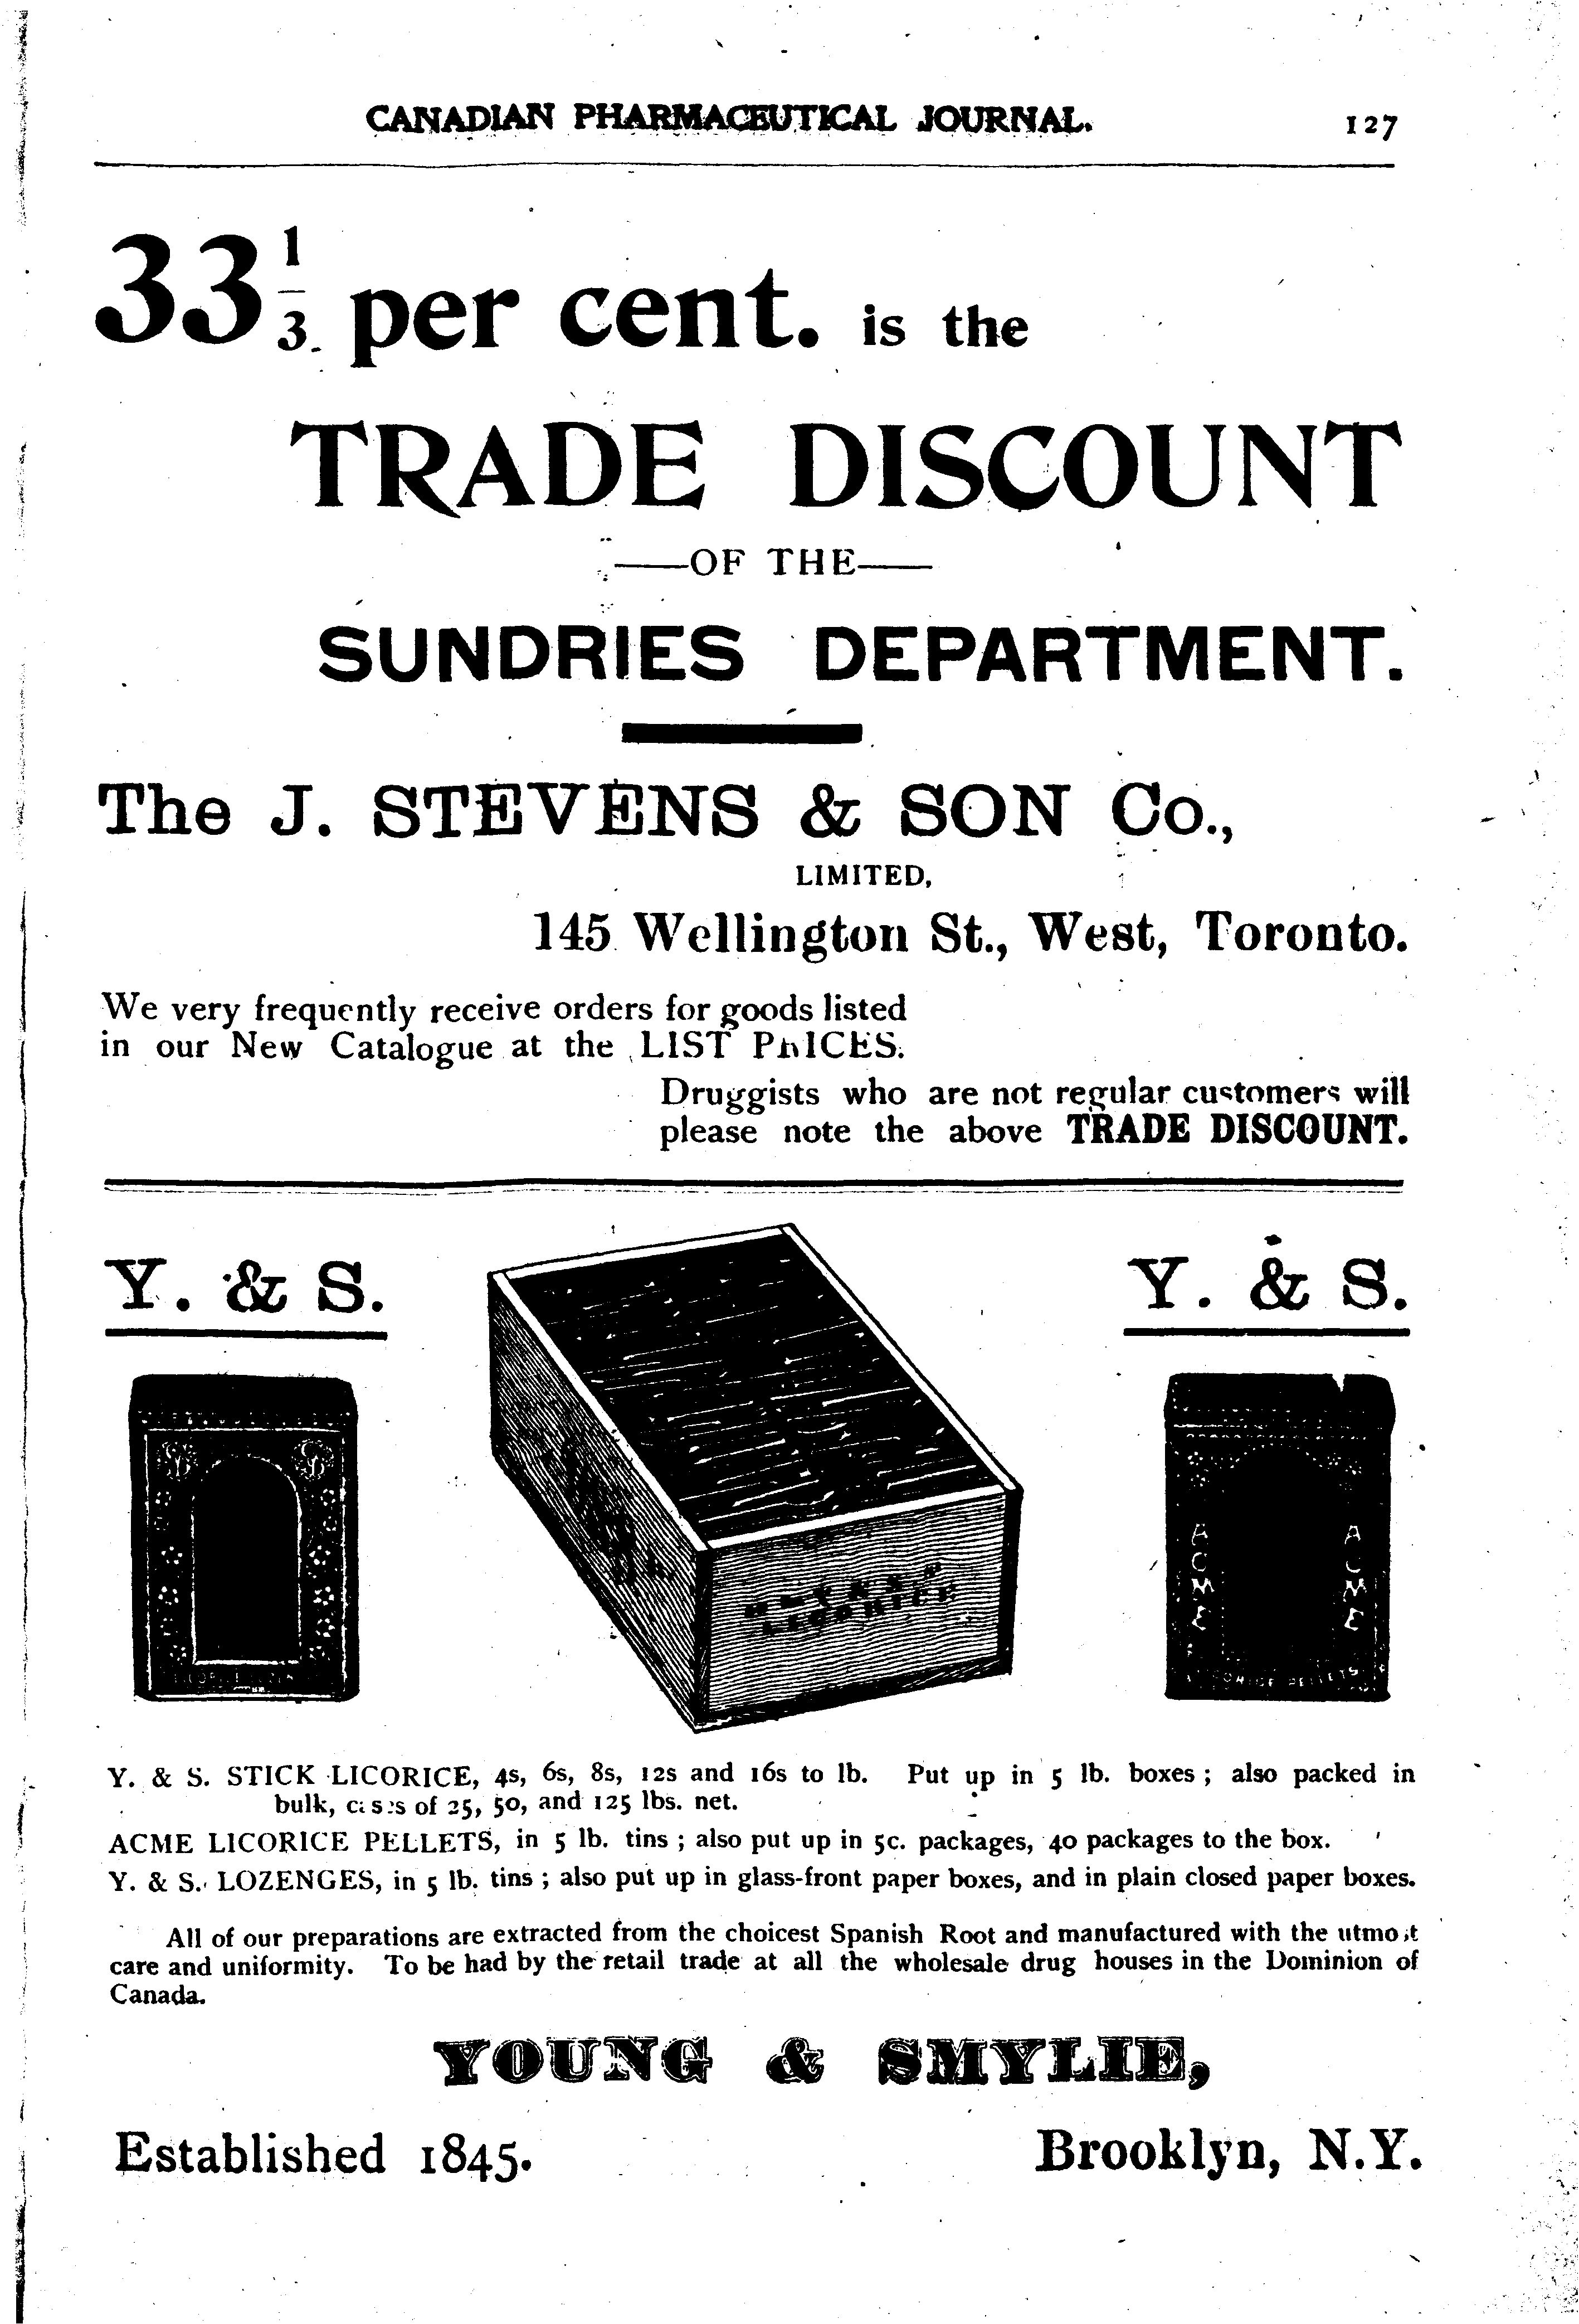 CANADIAN PHARMACEUTICAL JOURNAL. 127
33 1/3 per cent. is the
TRADE DISCOUNT
—OF THE—
SUNDRIES DEPARTMENT.
The J. STEVENS & SON Co.,
LIMITED,
145 Wellington St., West, Toronto.
We very frequently receive orders for goods listed
in our New Catalogue at the LIST PRICES.
Druggists who are not regular customers will
please note the above TRADE DISCOUNT.
Y. & S.
Y. & S.
LICORICE
ACME
ACME
LICORICE PELLETS
Y. & S. STICK LICORICE, 4s, 6s, 8s, 12s and 16s to lb. Put up in 5 lb. boxes; also packed in
bulk, cases of 25, 50, and 125 lbs. net.
ACME LICORICE PELLETS, in 5 lb. tins; also put up in 5c. packages, 40 packages to the box.
Y. & S. LOZENGES, in 5 lb. tins; also put up in glass-front paper boxes, and in plain closed paper boxes.
All of our preparations are extracted from the choicest Spanish Root and manufactured with the utmost
care and uniformity. To be had by the retail trade at all the wholesale drug houses in the Dominion of
Canada.
YOUNG & SMYLIE,
Established 1845. Brooklyn, N.Y.